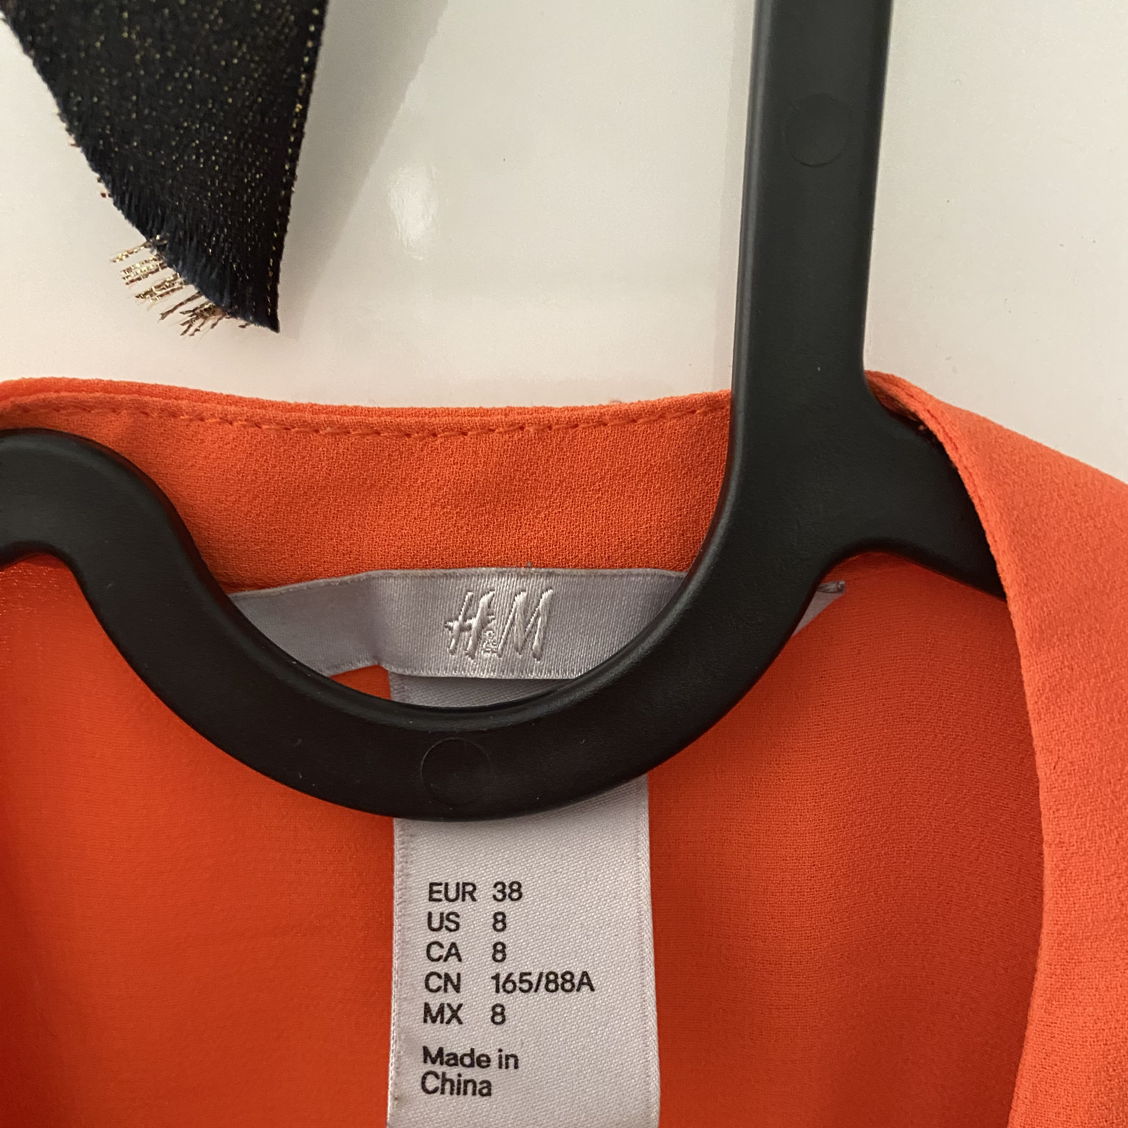 H&M
EUR 38
US 8
CA 8
CN 165/88A
MX 8
Made in
China